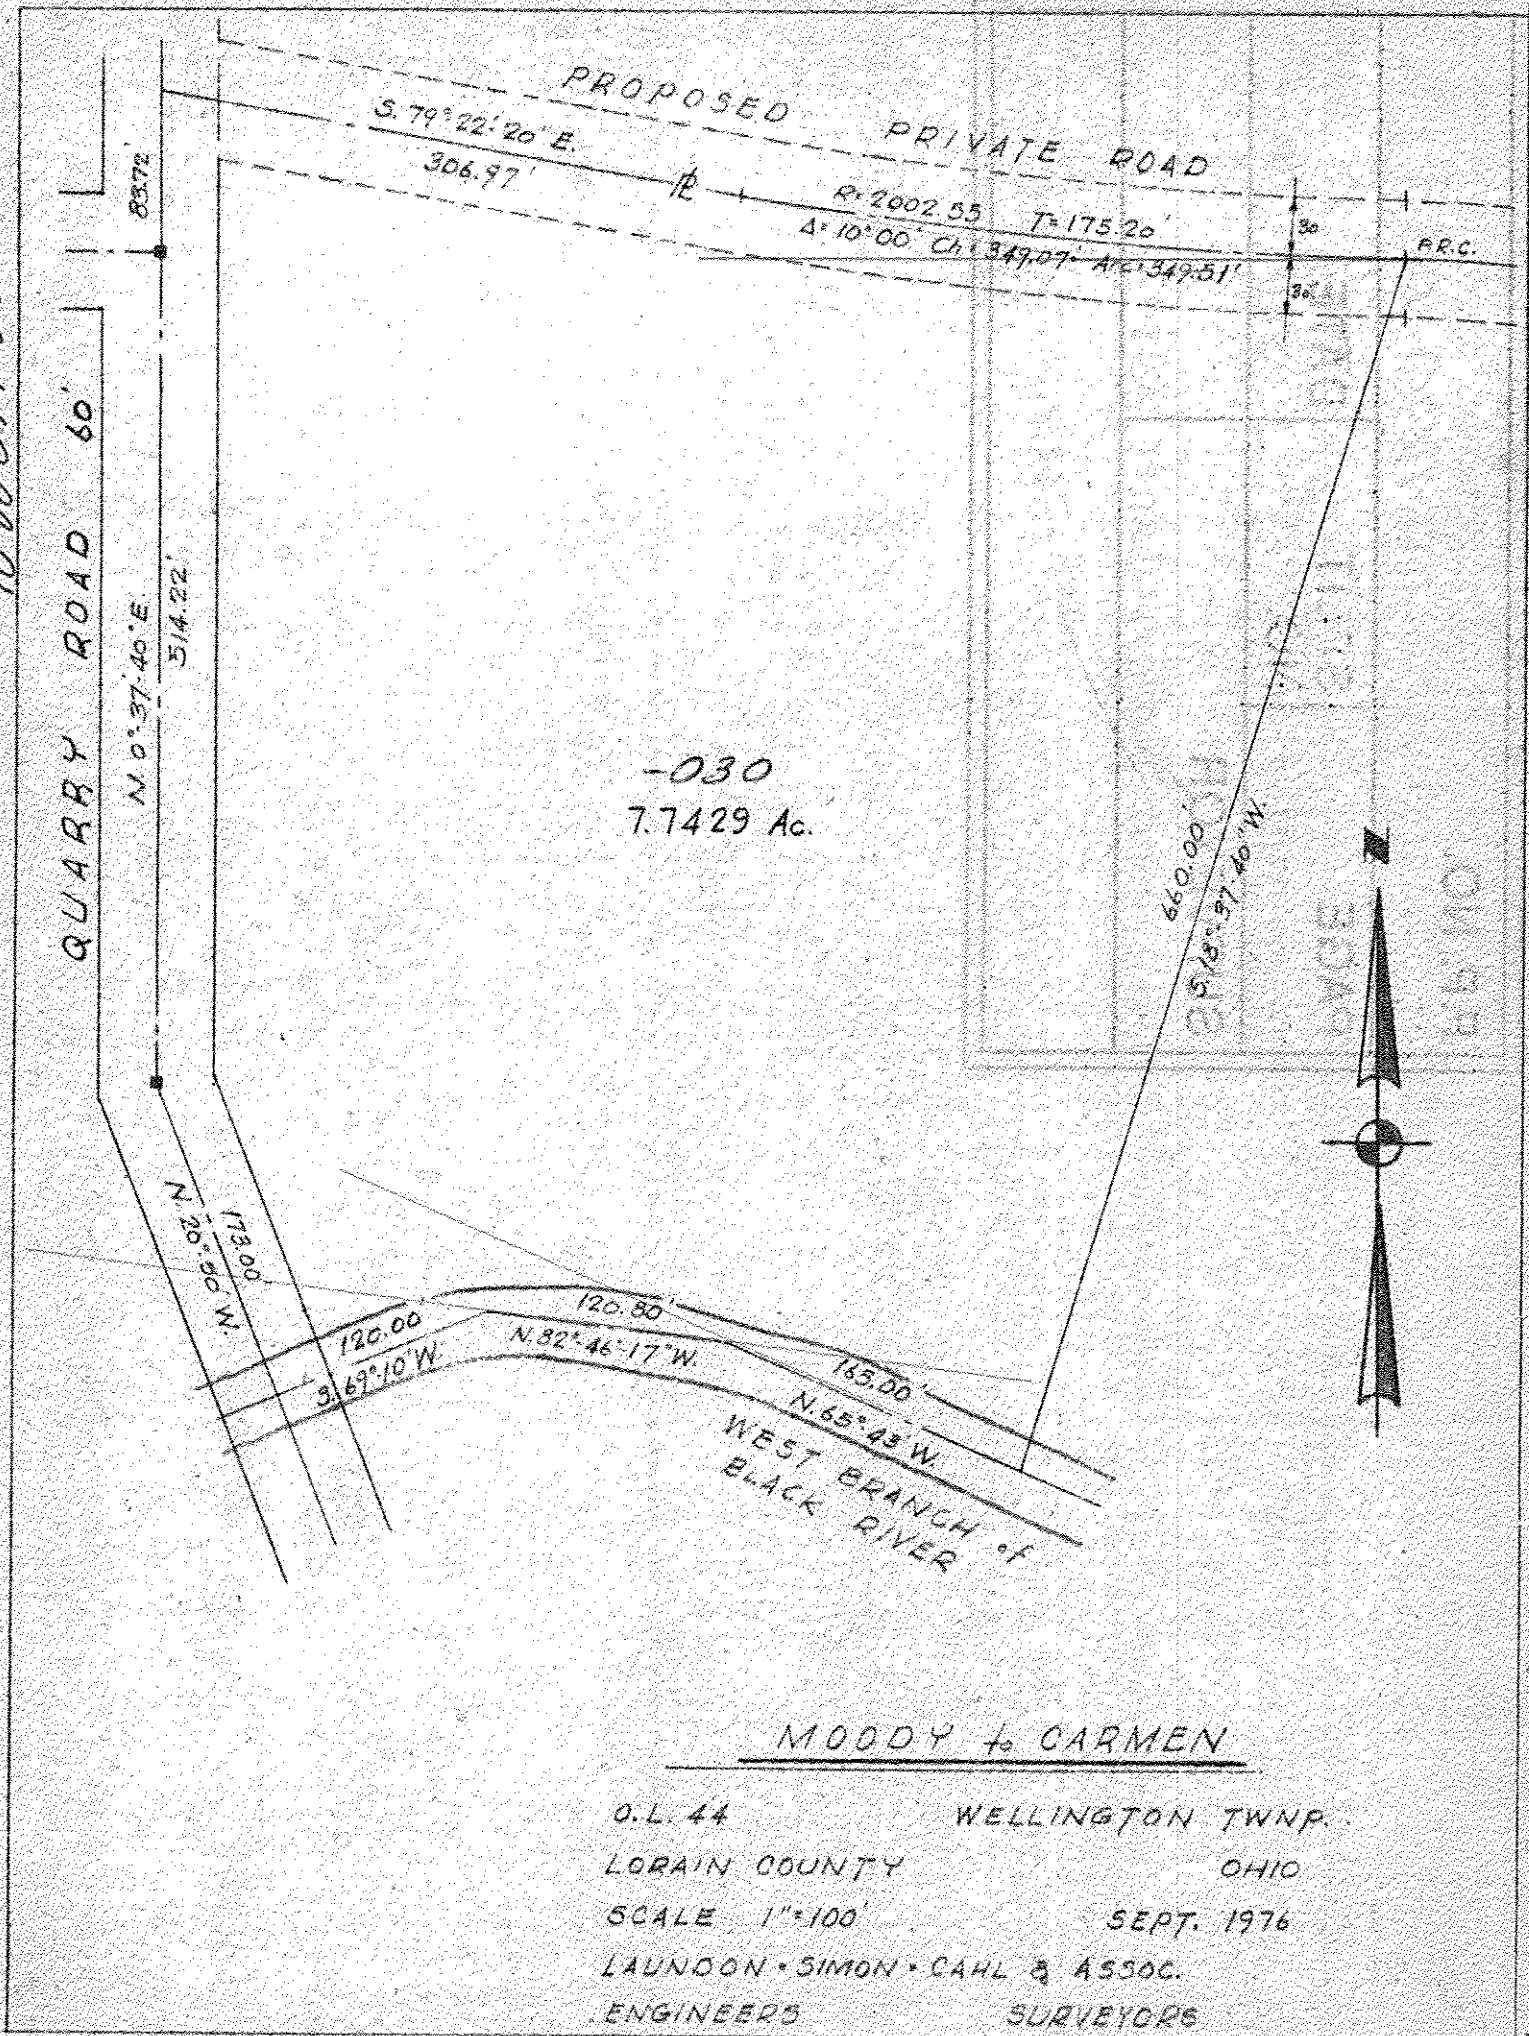 PROPOSED PRIVATE ROAD
S. 79° 22' 20" E.
306.97'
R= 2002.55 T= 175.20'
Δ= 10° 00' Ch.= 349.07' Arc= 349.51'
30
30
P.R.C.
83.72'
QUARRY ROAD 60'
N. 0°-37'-40" E.
514.22'
-030
7.7429 Ac.
660.00'
S. 18°-37'-40" W.
N
173.00
N. 20°-00' W.
120.00'
S. 69°-10' W.
120.80'
N. 82°-46'-17" W.
165.00'
N. 65°-43' W.
WEST BRANCH of
BLACK RIVER
MOODY to CARMEN
O.L. 44 WELLINGTON TWNP.
LORAIN COUNTY OHIO
SCALE 1"=100' SEPT. 1976
LAUNDON • SIMON • CAHL & ASSOC.
ENGINEERS SURVEYORS